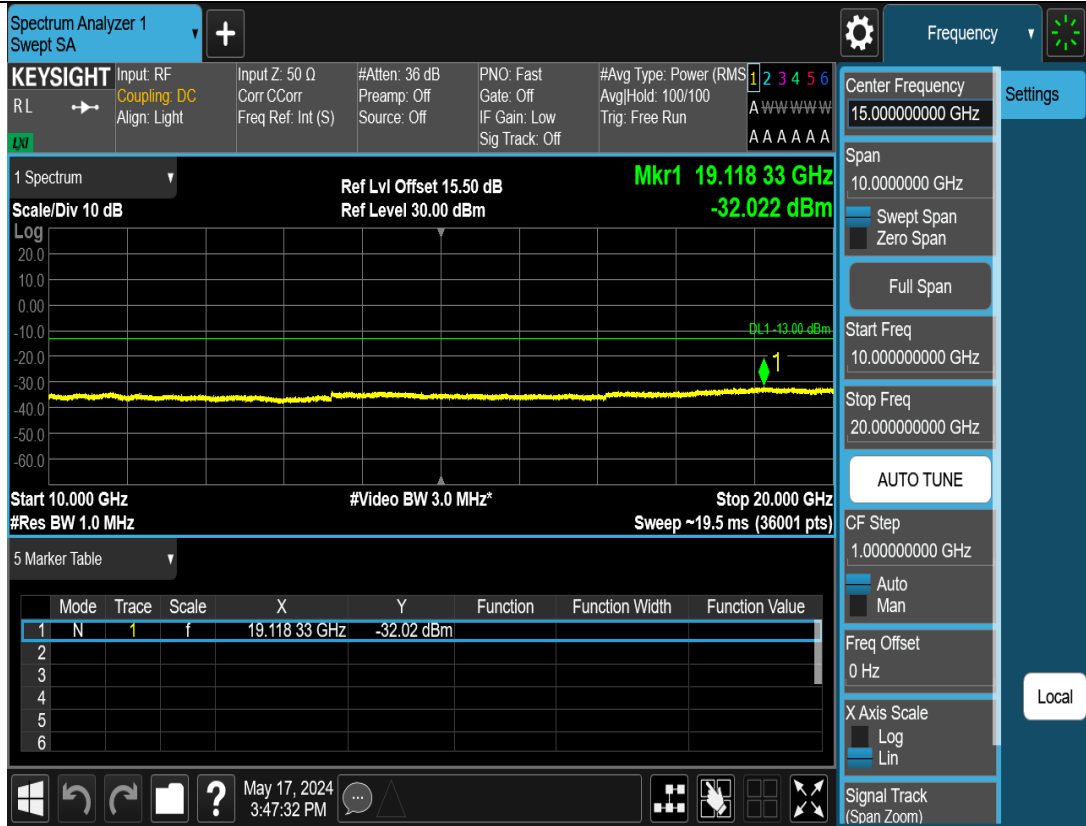 Spectrum Analyzer 1
Swept SA
+
Frequency
KEYSIGHT
RL
LXI
Input: RF
Coupling: DC
Align: Light
Input Z: 50 Ω
Corr CCorr
Freq Ref: Int (S)
#Atten: 36 dB
Preamp: Off
Source: Off
PNO: Fast
Gate: Off
IF Gain: Low
Sig Track: Off
#Avg Type: Power (RMS
Avg|Hold: 100/100
Trig: Free Run
1 2 3 4 5 6
A W W W W W
A A A A A A
1 Spectrum
Scale/Div 10 dB
Ref Lvl Offset 15.50 dB
Ref Level 30.00 dBm
Mkr1 19.118 33 GHz
-32.022 dBm
Log
20.0
10.0
0.00
-10.0
-20.0
-30.0
-40.0
-50.0
-60.0
DL1 -13.00 dBm
1
Start 10.000 GHz
#Video BW 3.0 MHz*
Stop 20.000 GHz
#Res BW 1.0 MHz
Sweep ~19.5 ms (36001 pts)
5 Marker Table
Mode Trace Scale X Y Function Function Width Function Value
1 N 1 f 19.118 33 GHz -32.02 dBm
2
3
4
5
6
May 17, 2024
3:47:32 PM
?
Center Frequency
15.000000000 GHz
Span
10.0000000 GHz
Swept Span
Zero Span
Full Span
Start Freq
10.000000000 GHz
Stop Freq
20.000000000 GHz
AUTO TUNE
CF Step
1.000000000 GHz
Auto
Man
Freq Offset
0 Hz
X Axis Scale
Log
Lin
Signal Track
(Span Zoom)
Settings
Local